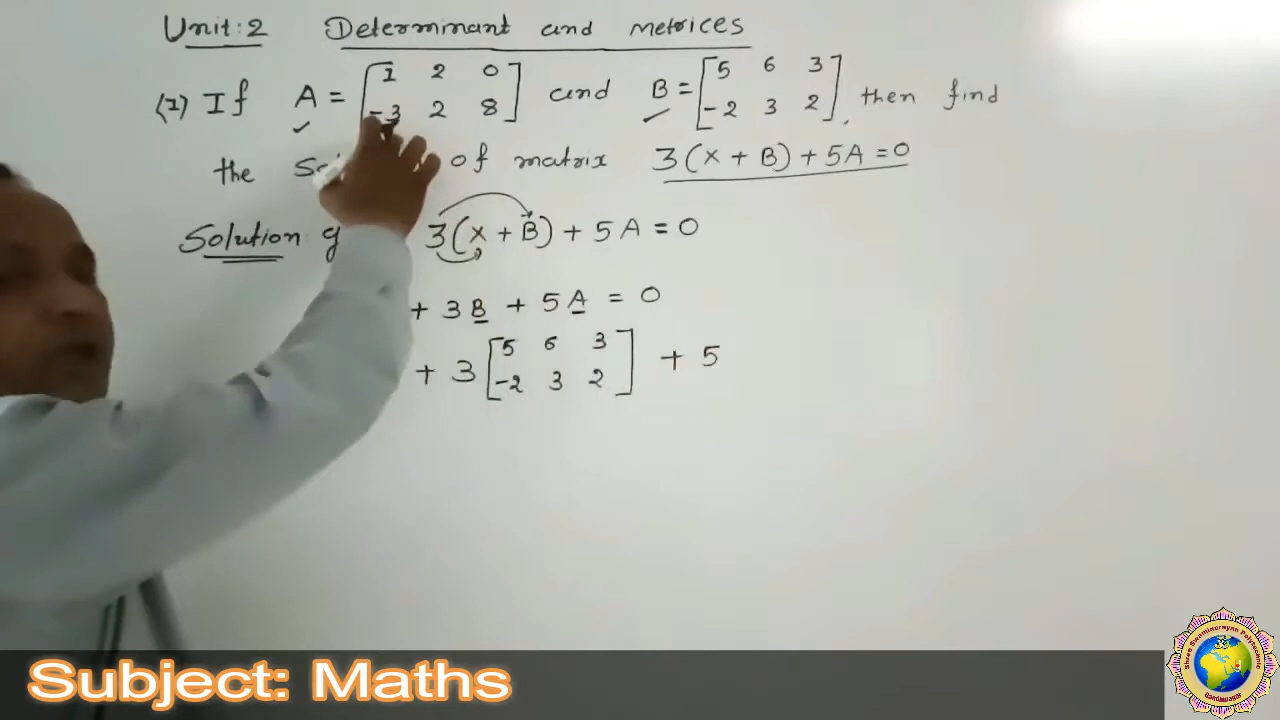 Unit:2 Determinant and metrices
(1) If A = [1 2 0 and B = [5 6 3
-3 2 8] -2 3 2], then find
the of matrix 3(X + B) + 5A = 0
Solution g 3(X + B) + 5A = 0
+ 3B + 5A = 0
+ 3 [5 6 3 + 5
-2 3 2]
Subject: Maths